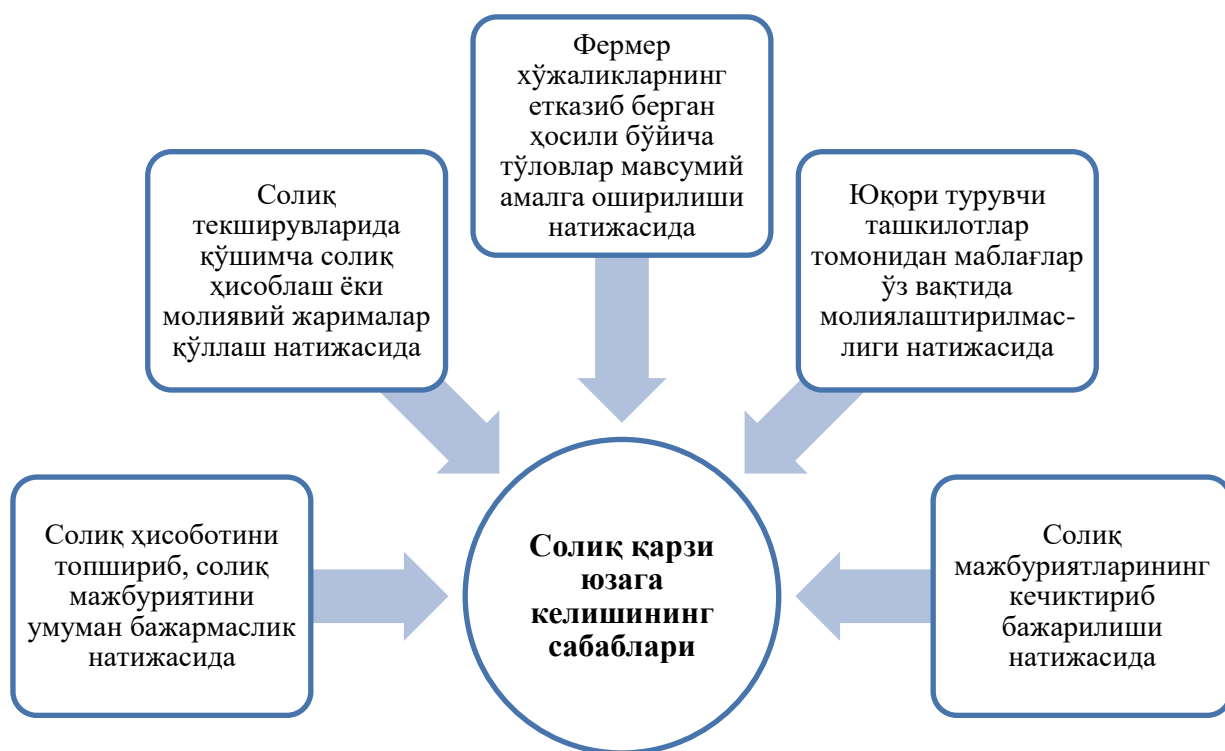 Фермер
хўжаликларнинг
етказиб берган
ҳосили бўйича
тўловлар мавсумий
амалга оширилиши
натижасида
Солиқ
текширувларида
қўшимча солиқ
ҳисоблаш ёки
молиявий жарималар
қўллаш натижасида
Юқори турувчи
ташкилотлар
томонидан маблағлар
ўз вақтида
молиялаштирилмас-
лиги натижасида
Солиқ ҳисоботини
топшириб, солиқ
мажбуриятини
умуман бажармаслик
натижасида
Солиқ қарзи
юзага
келишининг
сабаблари
Солиқ
мажбуриятларининг
кечиктириб
бажарилиши
натижасида